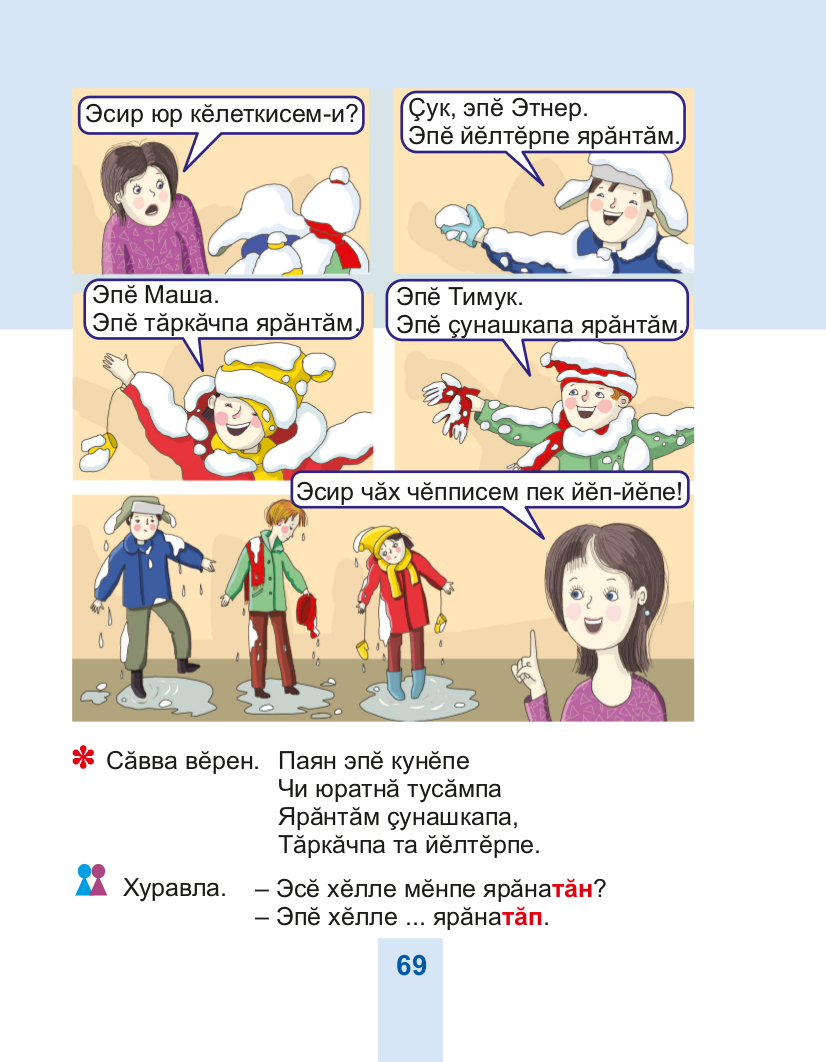 Эсир юр кӗлеткисем-и?
Ҫук, эпӗ Этнер.
Эпӗ йӗлтӗрпе ярӑнтӑм.
Эпӗ Маша.
Эпӗ тӑркӑчпа ярӑнтӑм.
Эпӗ Тимук.
Эпӗ ҫунашкапа ярӑнтӑм.
Эсир чӑх чӗпписем пек йӗп-йӗпе!
Сӑвва вӗрен. Паян эпӗ кунӗпе
Чи юратнӑ тусӑмпа
Ярӑнтӑм ҫунашкапа,
Тӑркӑчпа та йӗлтӗрпе.
Хуравла. – Эсӗ хӗлле мӗнпе ярӑнатӑн?
– Эпӗ хӗлле ... ярӑнатӑп.
69